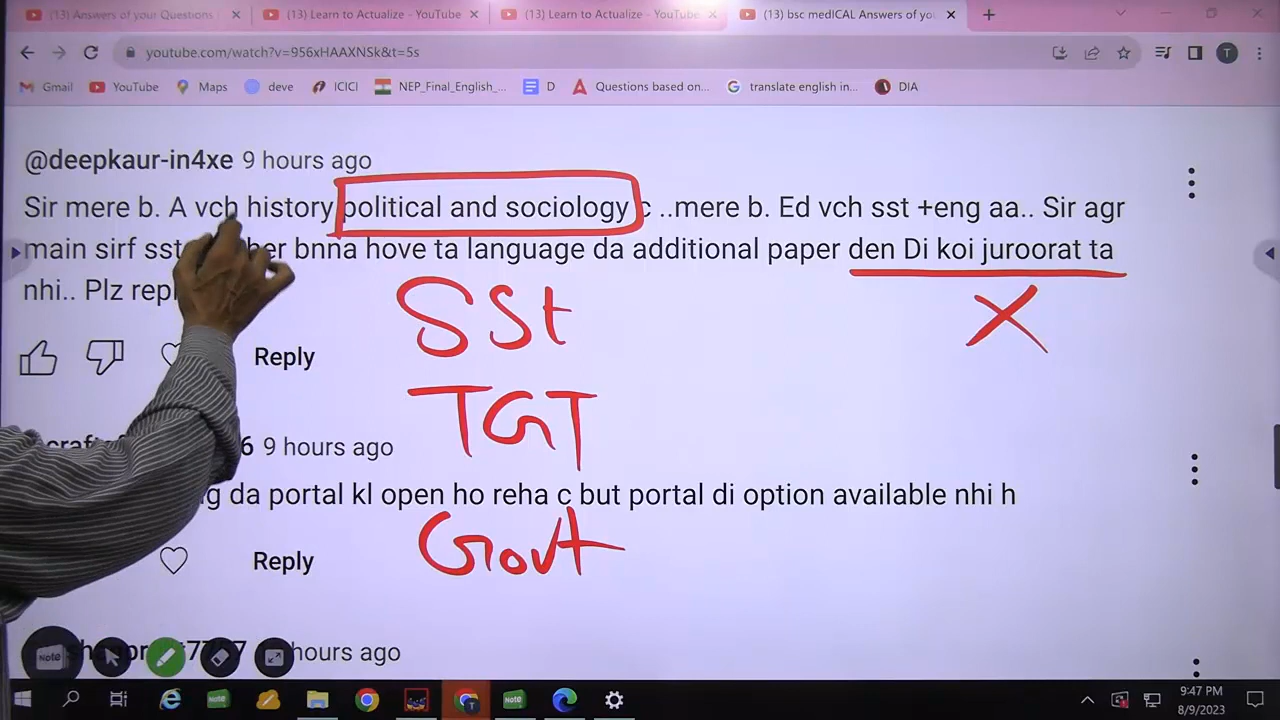 (13) Answers of your Questions
(13) Learn to Actualize - YouTube
(13) Learn to Actualize - YouTube
(13) bsc medICAL Answers of you
youtube.com/watch?v=956xHAAXNSk&t=5s
T
Gmail YouTube Maps deve ICICI NEP_Final_English_... D Questions based on... translate english in... DIA
@deepkaur-in4xe 9 hours ago
Sir mere b. A vch history political and sociology c ..mere b. Ed vch sst +eng aa.. Sir agr
main sirf sst bnna hove ta language da additional paper den Di koi juroorat ta
nhi.. Plz
SSt
X
Reply
TGT
6 9 hours ago
da portal kl open ho reha c but portal di option available nhi h
Govt
Reply
hours ago
Note
Note
Note
9:47 PM
8/9/2023